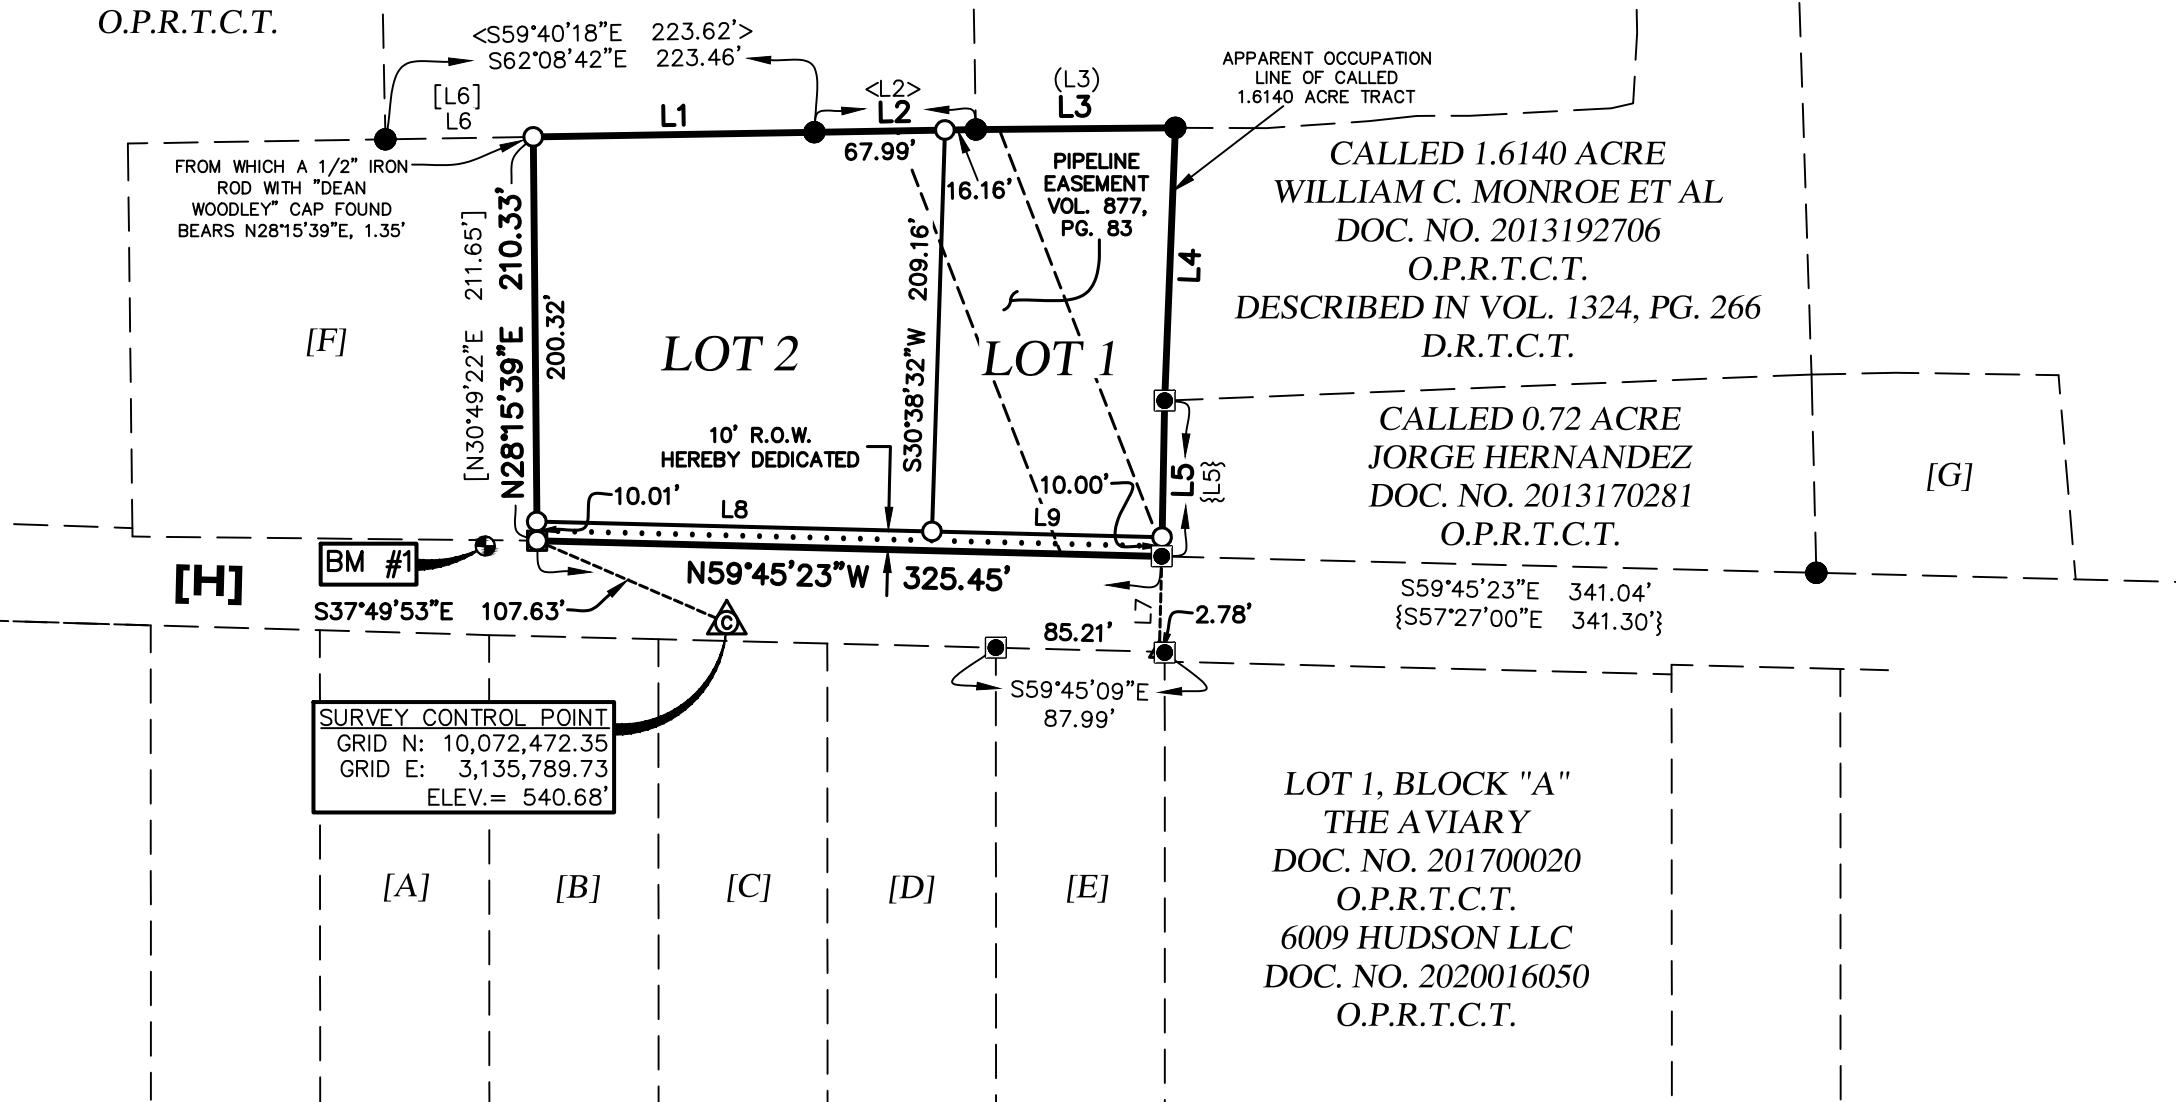 O.P.R.T.C.T.
<S59°40'18"E 223.62'>
S62°08'42"E 223.46'
[L6]
L6
L1
<L2>
L2
67.99'
16.16'
(L3)
L3
APPARENT OCCUPATION
LINE OF CALLED
1.6140 ACRE TRACT
FROM WHICH A 1/2" IRON
ROD WITH "DEAN
WOODLEY" CAP FOUND
BEARS N28°15'39"E, 1.35'
PIPELINE
EASEMENT
VOL. 877,
PG. 83
CALLED 1.6140 ACRE
WILLIAM C. MONROE ET AL
DOC. NO. 2013192706
O.P.R.T.C.T.
DESCRIBED IN VOL. 1324, PG. 266
D.R.T.C.T.
[F]
[N30°49'22"E 211.65']
N28°15'39"E 210.33'
200.32'
LOT 2
S30°38'32"W 209.16'
LOT 1
L4
10' R.O.W.
HEREBY DEDICATED
10.01'
L8
10.00'
L9
L5
{L5}
CALLED 0.72 ACRE
JORGE HERNANDEZ
DOC. NO. 2013170281
O.P.R.T.C.T.
[G]
BM #1
[H]
N59°45'23"W 325.45'
S37°49'53"E 107.63'
C
L7
2.78'
85.21'
S59°45'23"E 341.04'
{S57°27'00"E 341.30'}
S59°45'09"E
87.99'
SURVEY CONTROL POINT
GRID N: 10,072,472.35
GRID E: 3,135,789.73
ELEV.= 540.68'
[A]
[B]
[C]
[D]
[E]
LOT 1, BLOCK "A"
THE AVIARY
DOC. NO. 201700020
O.P.R.T.C.T.
6009 HUDSON LLC
DOC. NO. 2020016050
O.P.R.T.C.T.